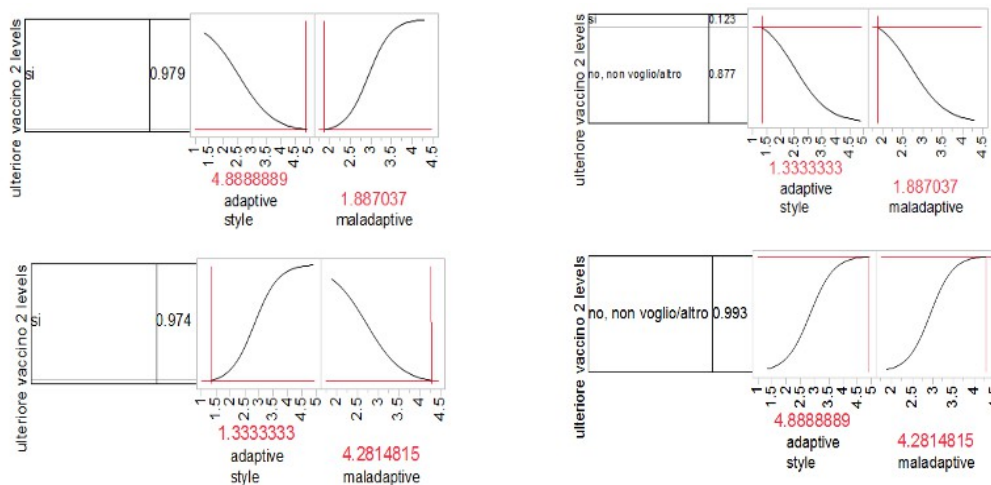 ulteriore vaccino 2 levels
si
0.979
1 1.5 2 2.5 3 3.5 4 4.5 5
2 2.5 3 3.5 4 4.5
4.8888889
adaptive
style
1.887037
maladaptive
ulteriore vaccino 2 levels
si
0.123
no, non voglio/altro
0.877
1 1.5 2 2.5 3 3.5 4 4.5 5
2 2.5 3 3.5 4 4.5
1.3333333
adaptive
style
1.887037
maladaptive
ulteriore vaccino 2 levels
si
0.974
1 1.5 2 2.5 3 3.5 4 4.5 5
2 2.5 3 3.5 4 4.5
1.3333333
adaptive
style
4.2814815
maladaptive
ulteriore vaccino 2 levels
no, non voglio/altro
0.993
1 1.5 2 2.5 3 3.5 4 4.5 5
2 2.5 3 3.5 4 4.5
4.8888889
adaptive
style
4.2814815
maladaptive